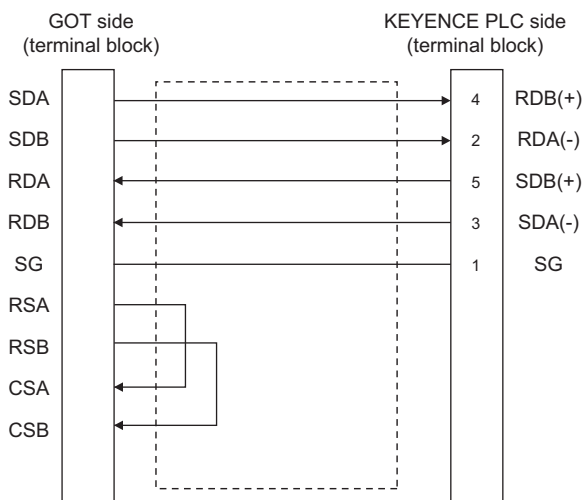 GOT side KEYENCE PLC side
(terminal block) (terminal block)
SDA 4 RDB(+)
SDB 2 RDA(-)
RDA 5 SDB(+)
RDB 3 SDA(-)
SG 1 SG
RSA
RSB
CSA
CSB